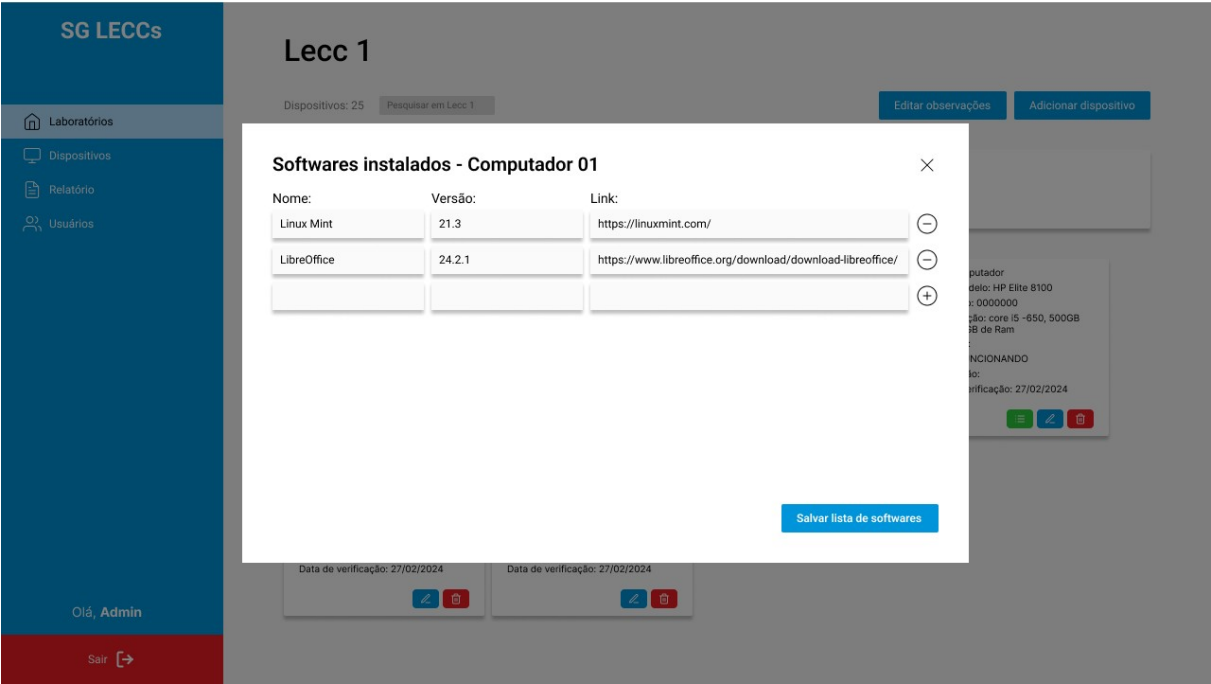 SG LECCs
Laboratórios
Dispositivos
Relatório
Usuários
Olá, Admin
Sair
Lecc 1
Dispositivos: 25 Pesquisar em Lecc 1 Editar observações Adicionar dispositivo
Softwares instalados - Computador 01
Nome: Versão: Link:
Linux Mint 21.3 https://linuxmint.com/
LibreOffice 24.2.1 https://www.libreoffice.org/download/download-libreoffice/
Salvar lista de softwares
putador
delo: HP Elite 8100
: 0000000
ção: core i5 -650, 500GB
GB de Ram
:
NCIONANDO
ão:
erificação: 27/02/2024
Data de verificação: 27/02/2024 Data de verificação: 27/02/2024